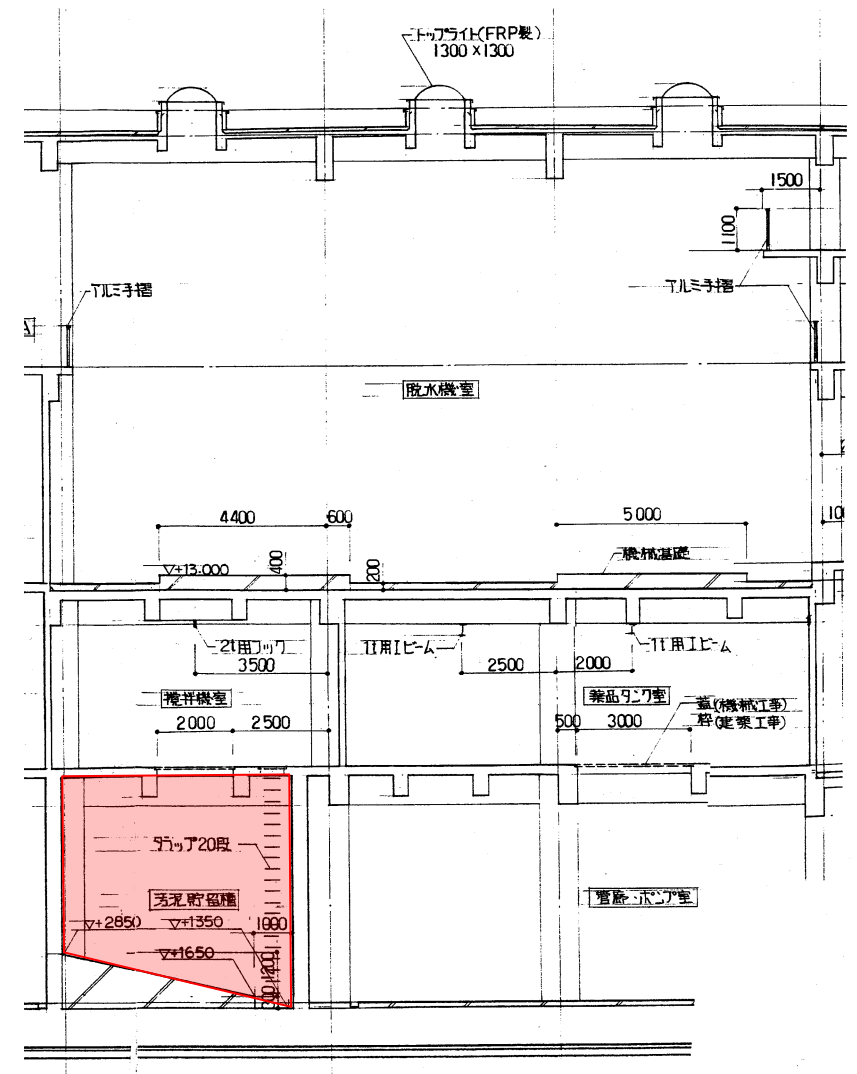 トップライト(FRP製)
1300×1300
1500
1100
アルミ手摺
アルミ手摺
脱水機室
4400
600
5000
400
200
▽+13.000
機械基礎
2t用フック
1t用Iビーム
1t用Iビーム
3500
2500
2000
攪拌機室
薬品タンク室
蓋(機械工事)
枠(建築工事)
2000
2500
500
3000
タラップ20段
汚泥貯留槽
管廊・ポンプ室
▽+2850
▽+1350
1000
▽+1650
1200
300